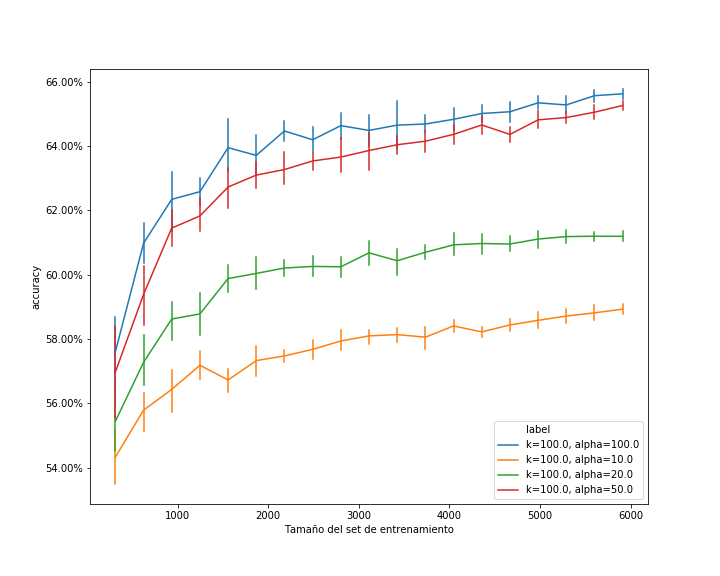 66.00%
64.00%
62.00%
60.00%
58.00%
56.00%
54.00%
accuracy
label
k=100.0, alpha=100.0
k=100.0, alpha=10.0
k=100.0, alpha=20.0
k=100.0, alpha=50.0
1000 2000 3000 4000 5000 6000
Tamaño del set de entrenamiento